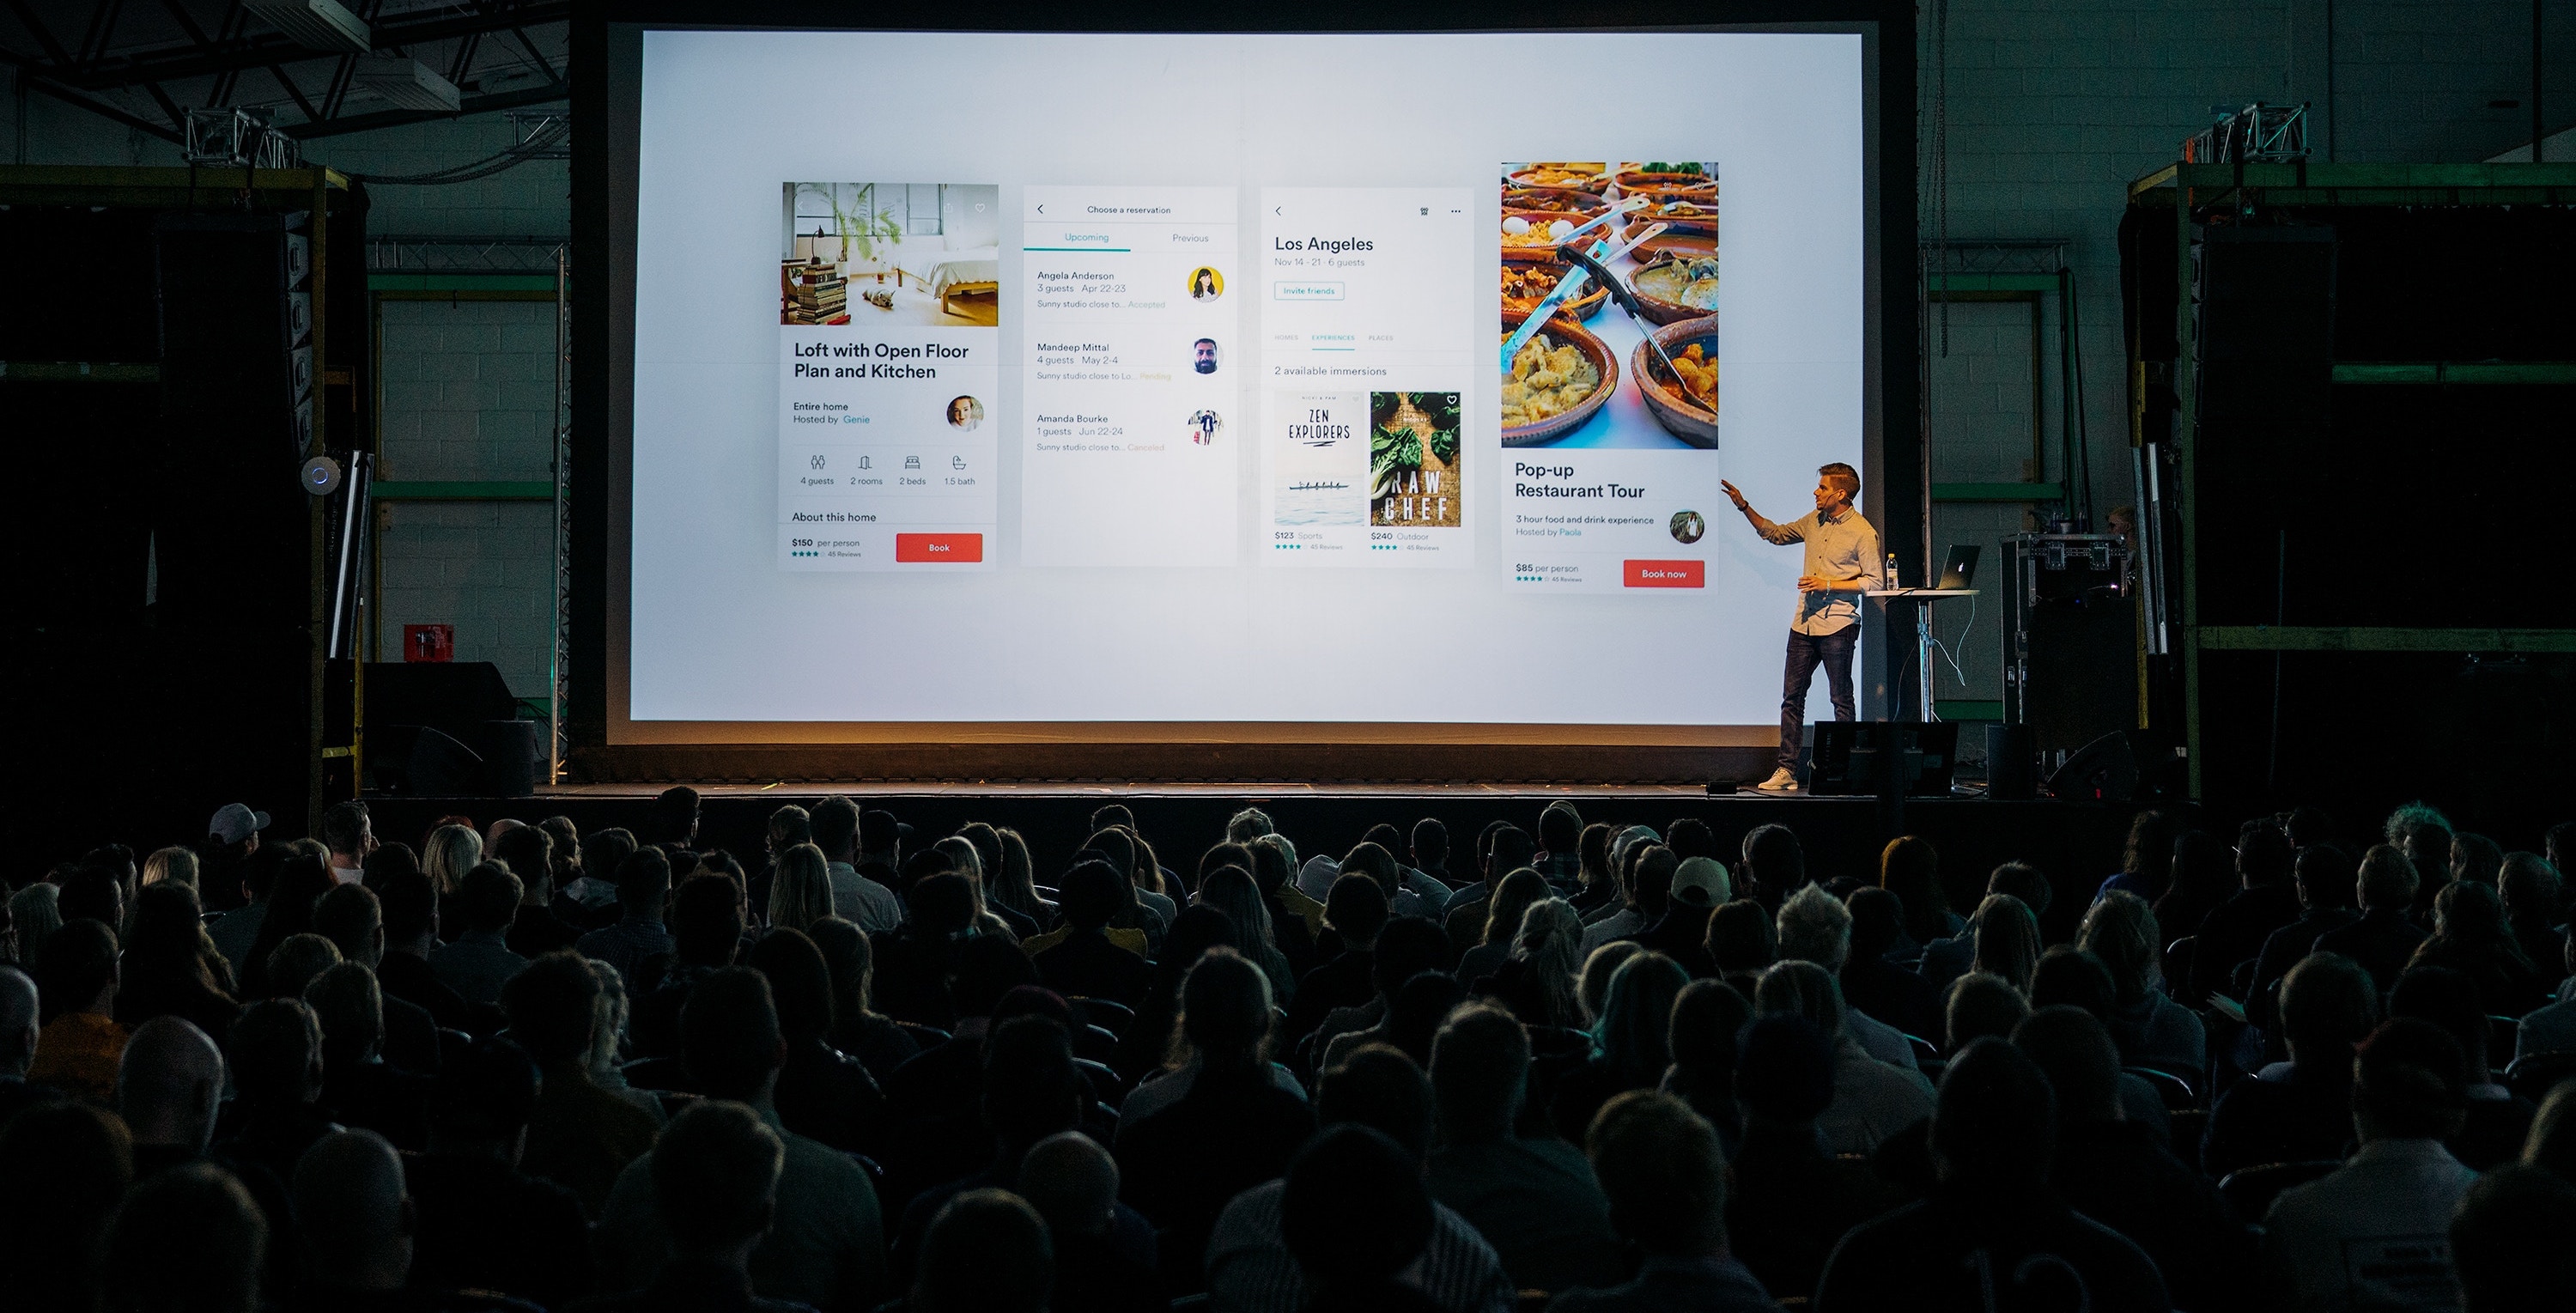 Loft with Open Floor
Plan and Kitchen
Entire home
Hosted by Genie
4 guests 2 rooms 2 beds 1.5 bath
About this home
$150 per person
45 Reviews
Book
Choose a reservation
Upcoming Previous
Angela Anderson
3 guests Apr 22-23
Sunny studio close to... Accepted
Mandeep Mittal
4 guests May 2-4
Sunny studio close to Lo... Pending
Amanda Bourke
1 guests Jun 22-24
Sunny studio close to... Canceled
Los Angeles
Nov 14 - 21 · 6 guests
Invite friends
HOMES EXPERIENCES PLACES
2 available immersions
ZEN
EXPLORERS
$123 Sports
45 Reviews
RAW
CHEF
$240 Outdoor
45 Reviews
Pop-up
Restaurant Tour
3 hour food and drink experience
Hosted by Paola
$85 per person
45 Reviews
Book now